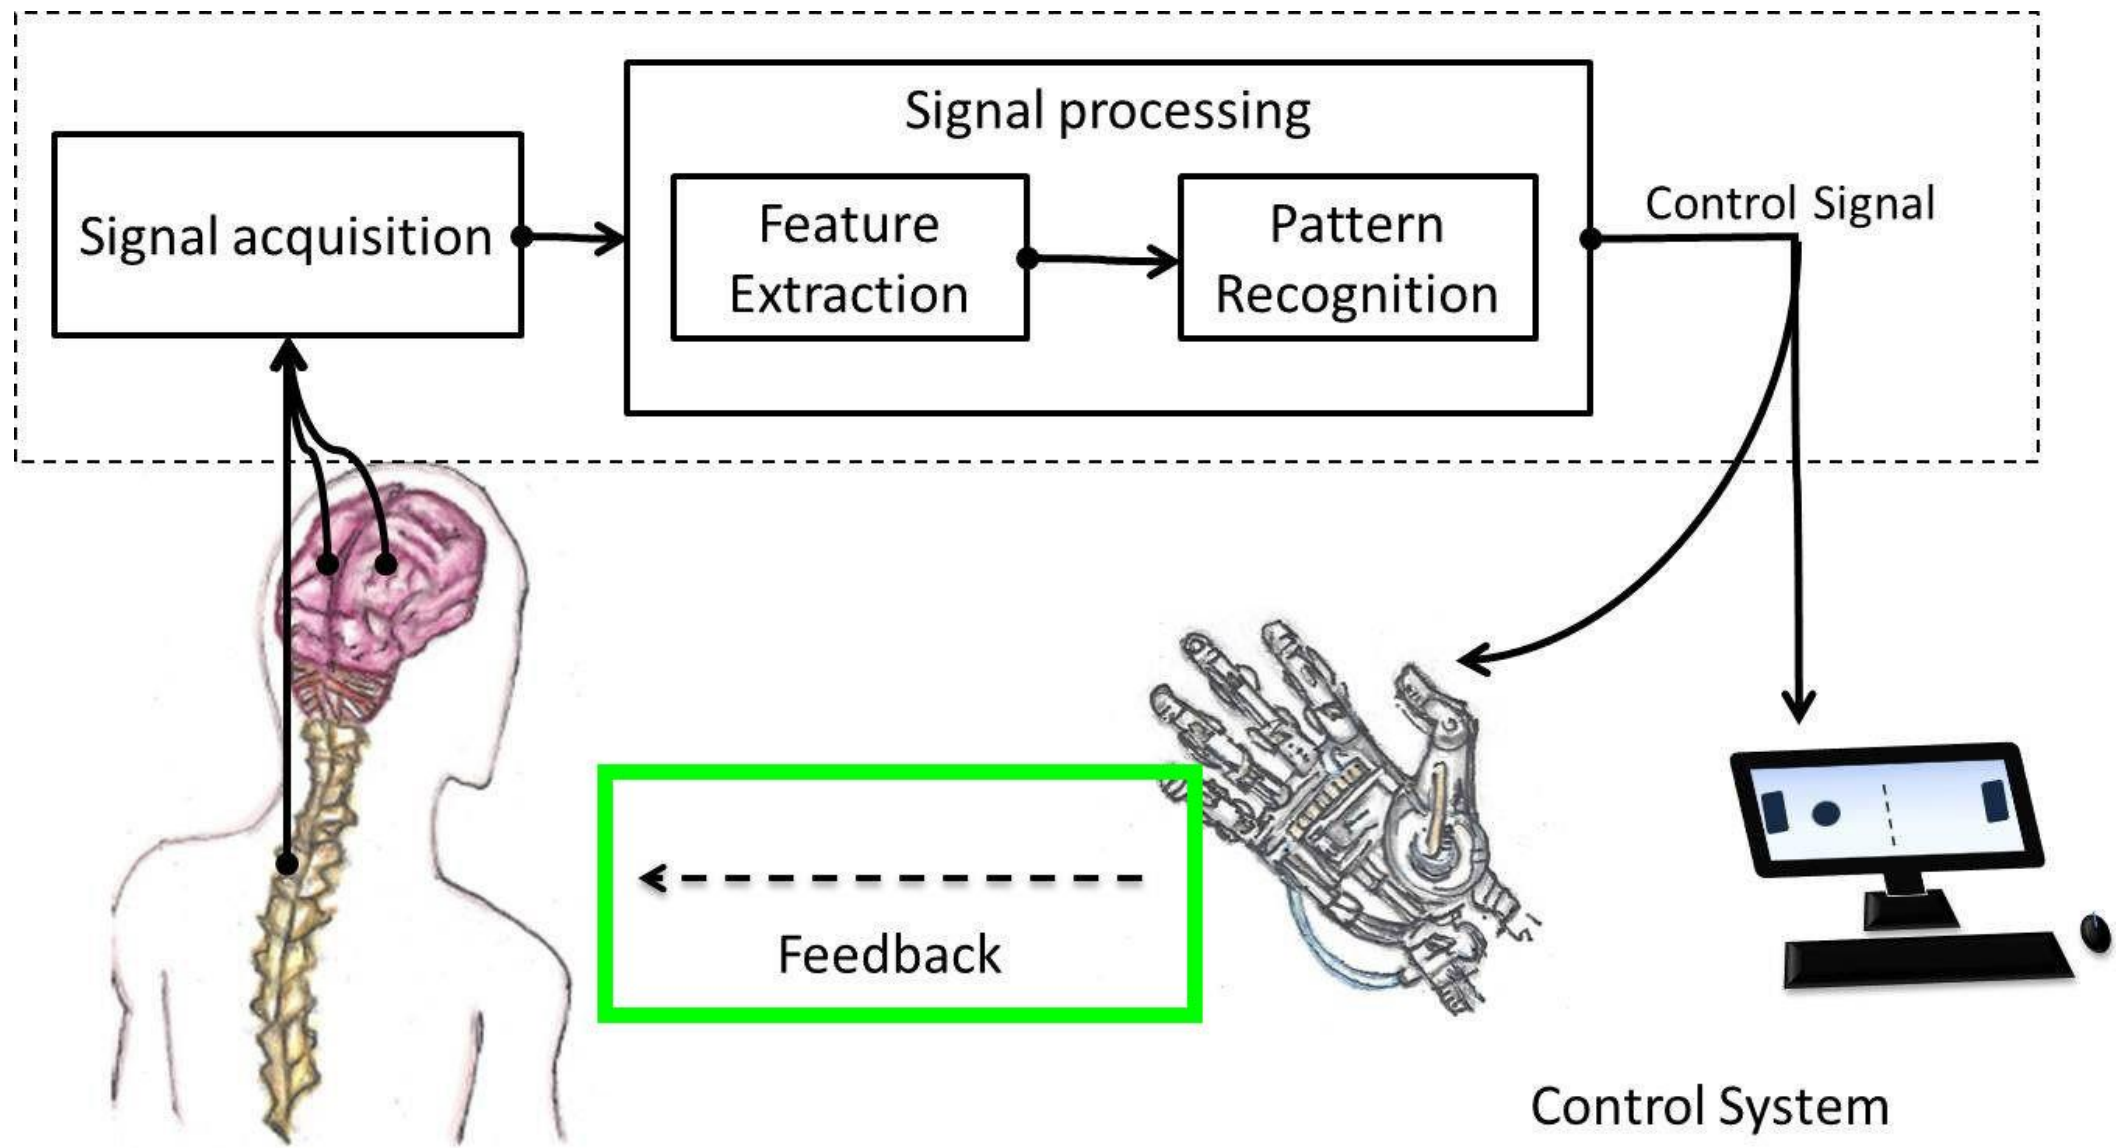 Signal processing
Signal acquisition
Feature
Extraction
Pattern
Recognition
Control Signal
Feedback
Control System